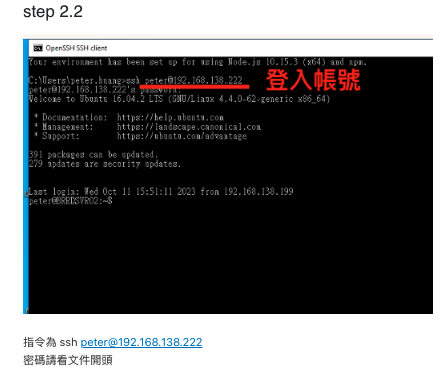 step 2.2
OpenSSH SSH client
Your environment has been set up for using Node.js 10.15.3 (x64) and npm.
C:\Users\peter.huang>ssh peter@192.168.138.222
登入帳號
peter@192.168.138.222's password:
Welcome to Ubuntu 16.04.2 LTS (GNU/Linux 4.4.0-62-generic x86_64)
* Documentation: https://help.ubuntu.com
* Management: https://landscape.canonical.com
* Support: https://ubuntu.com/advantage
391 packages can be updated.
279 updates are security updates.
Last login: Wed Oct 11 15:51:11 2023 from 192.168.138.199
peter@BREDSVR02:~$
指令為 ssh peter@192.168.138.222
密碼請看文件開頭